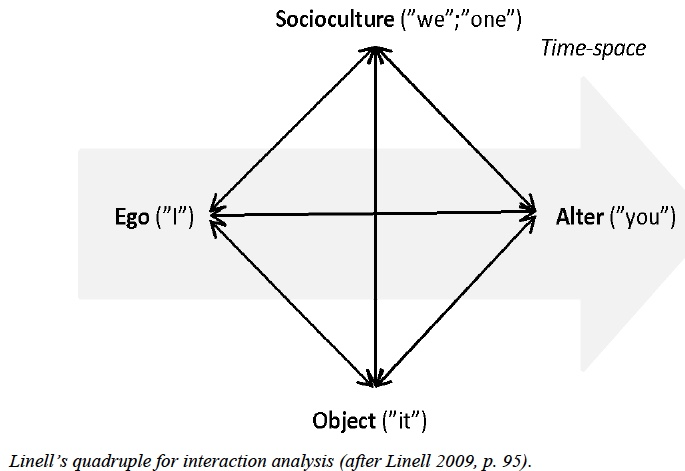 Socioculture (”we”;”one”)
Time-space
Ego (”I”)
Alter (”you”)
Object (”it”)
Linell’s quadruple for interaction analysis (after Linell 2009, p. 95).